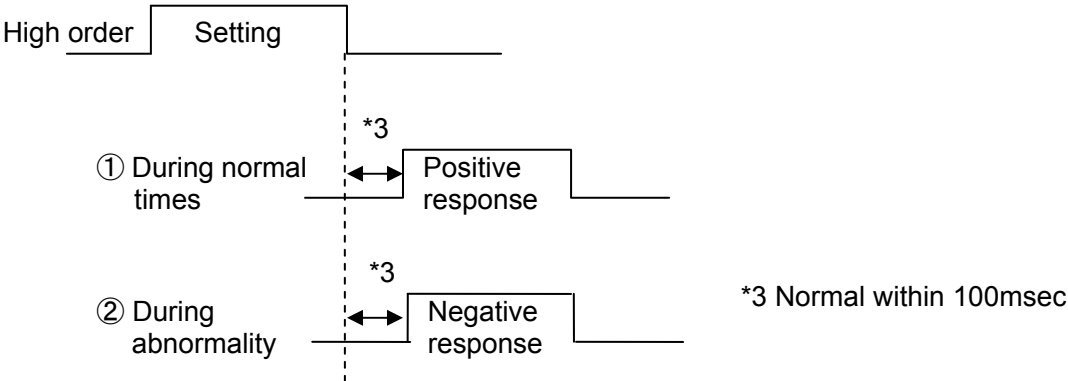 High order
Setting
*3
① During normal
times
Positive
response
*3
② During
abnormality
Negative
response
*3 Normal within 100msec